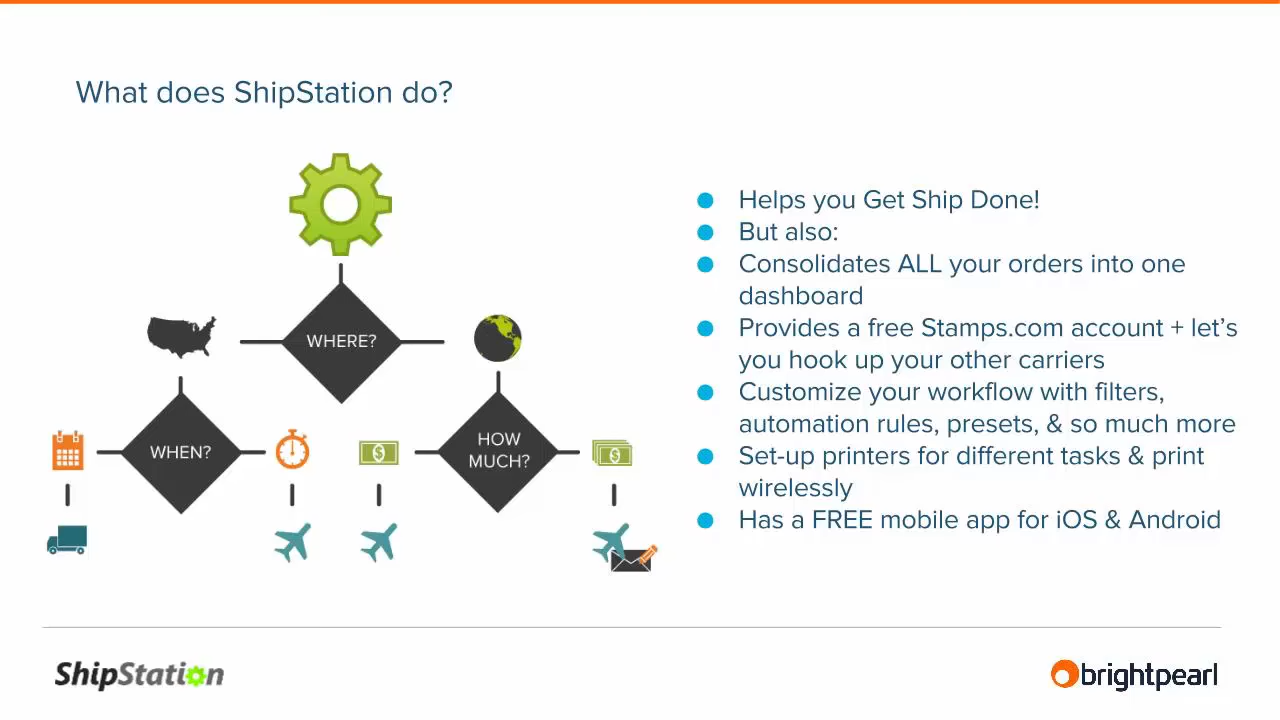 What does ShipStation do?
WHERE?
WHEN?
HOW
MUCH?
● Helps you Get Ship Done!
● But also:
● Consolidates ALL your orders into one
dashboard
● Provides a free Stamps.com account + let's
you hook up your other carriers
● Customize your workflow with filters,
automation rules, presets, & so much more
● Set-up printers for different tasks & print
wirelessly
● Has a FREE mobile app for iOS & Android
ShipStation
brightpearl